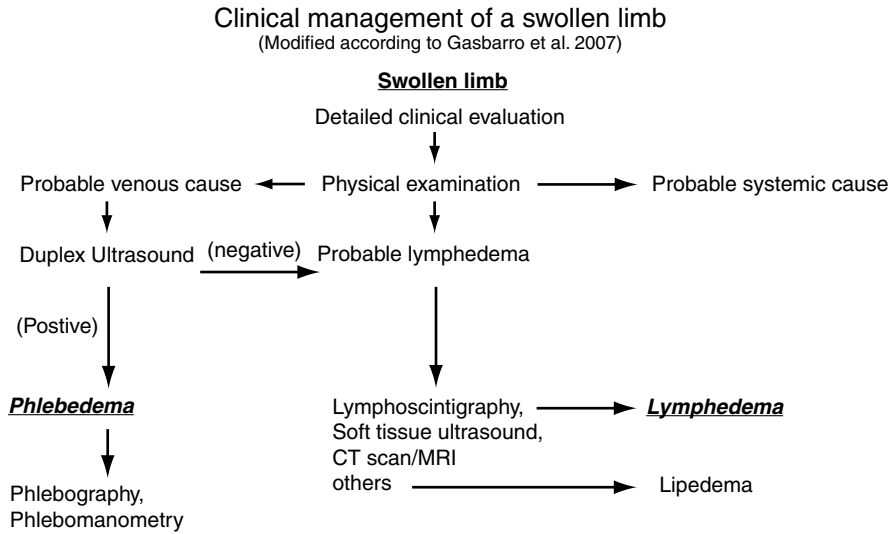 Clinical management of a swollen limb
(Modified according to Gasbarro et al. 2007)
Swollen limb
Detailed clinical evaluation
Probable venous cause
Physical examination
Probable systemic cause
Duplex Ultrasound
(negative)
Probable lymphedema
(Postive)
Phlebedema
Lymphoscintigraphy,
Soft tissue ultrasound,
CT scan/MRI
others
Lymphedema
Lipedema
Phlebography,
Phlebomanometry